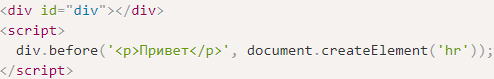 <div id="div"></div>
<script>
div.before('<p>Привет</p>', document.createElement('hr'));
</script>